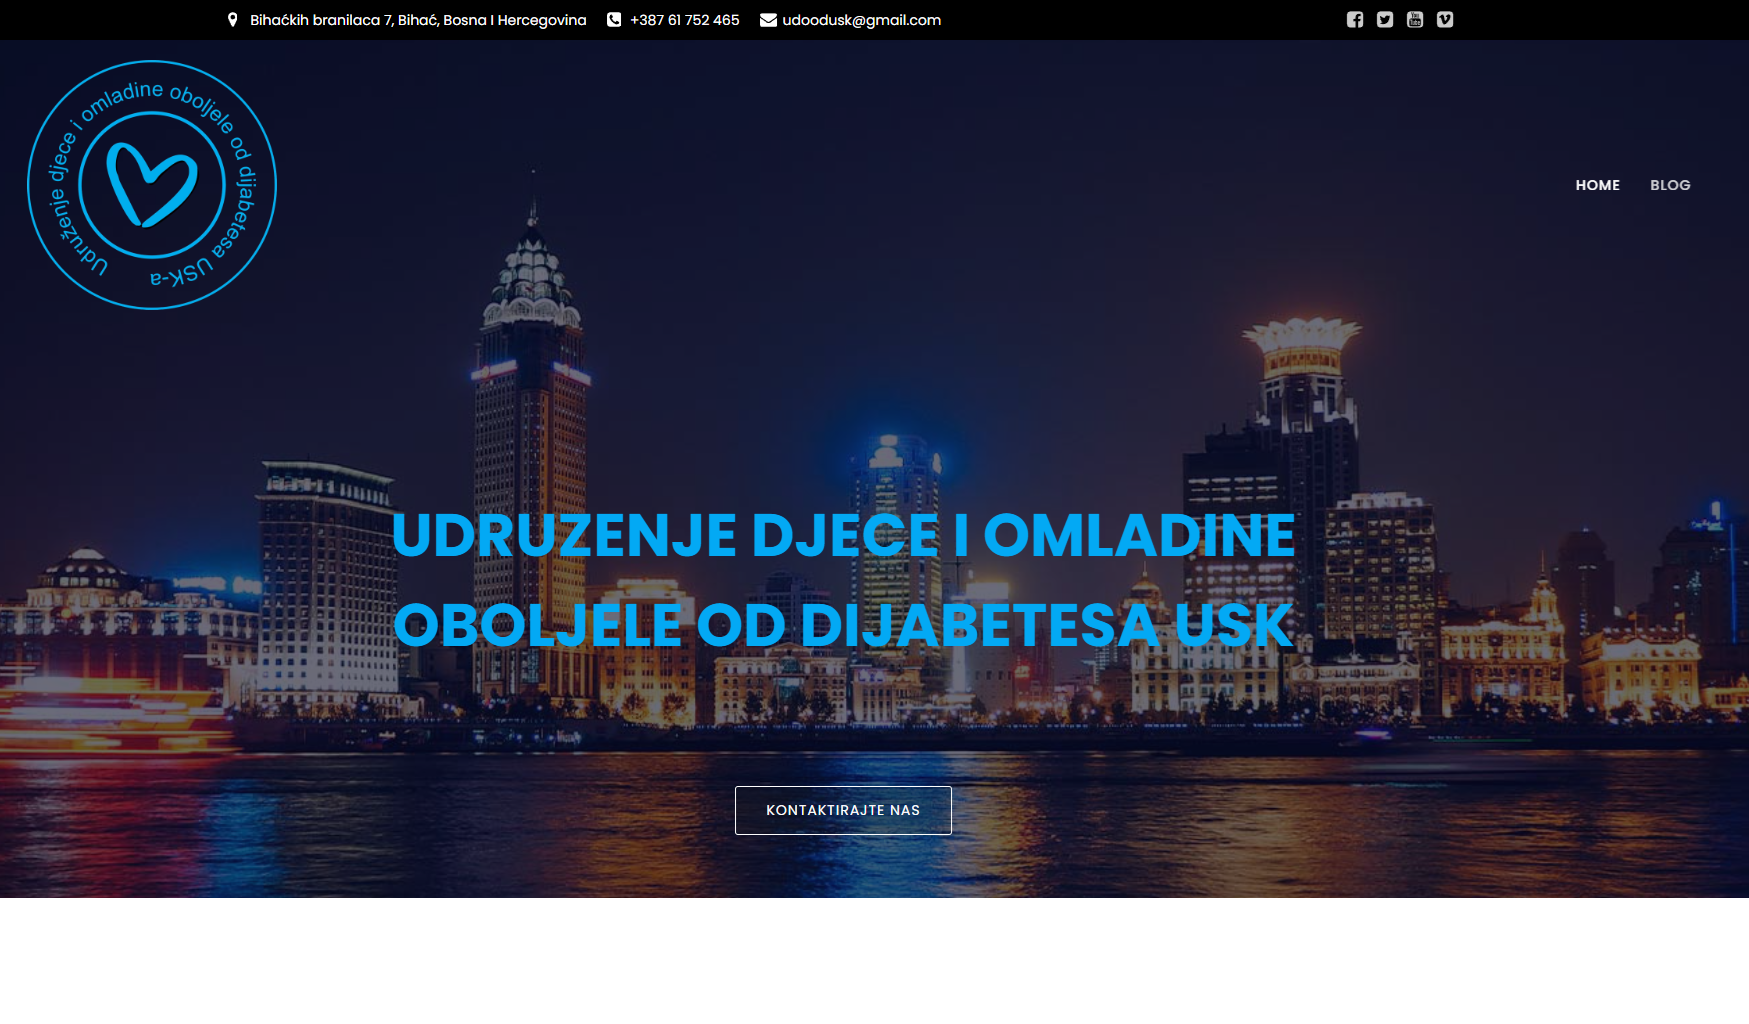 Bihaćkih branilaca 7, Bihać, Bosna I Hercegovina +387 61 752 465 udoodusk@gmail.com
Udruženje djece i omladine oboljele od dijabetesa USK-a
HOME BLOG
UDRUZENJE DJECE I OMLADINE
OBOLJELE OD DIJABETESA USK
KONTAKTIRAJTE NAS